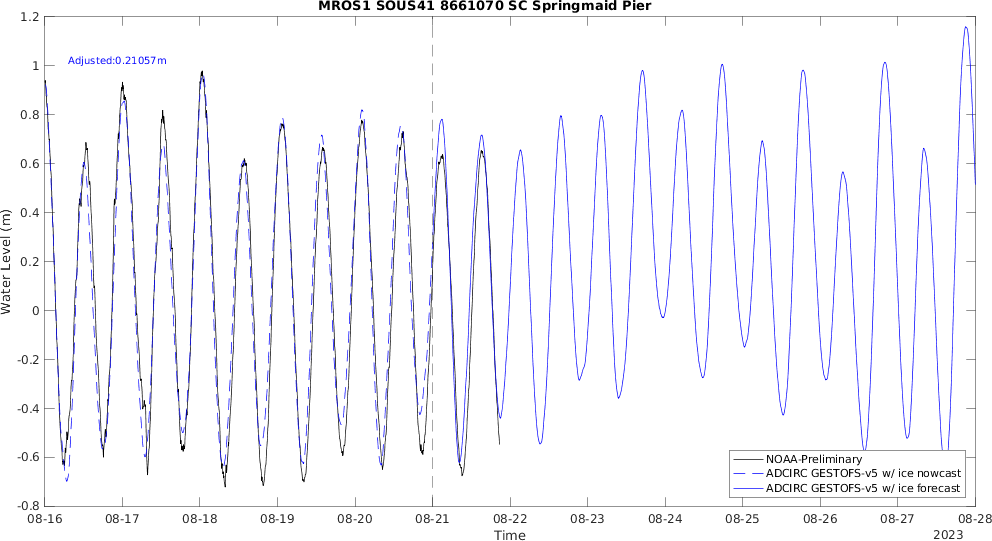 MROS1 SOUS41 8661070 SC Springmaid Pier
Adjusted:0.21057m
Water Level (m)
1.2
1
0.8
0.6
0.4
0.2
0
-0.2
-0.4
-0.6
-0.8
NOAA-Preliminary
ADCIRC GESTOFS-v5 w/ ice nowcast
ADCIRC GESTOFS-v5 w/ ice forecast
08-16 08-17 08-18 08-19 08-20 08-21 08-22 08-23 08-24 08-25 08-26 08-27 08-28
Time
2023